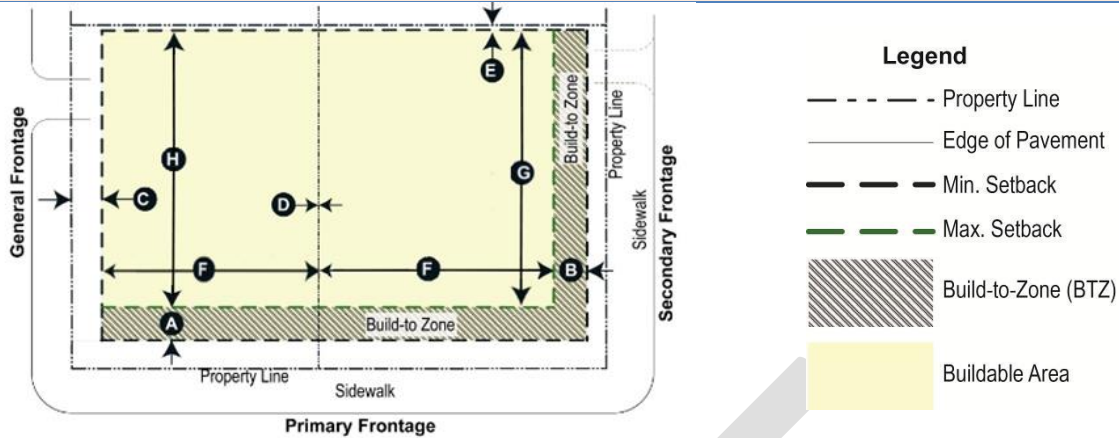 E
H
G
C
D
F
F
B
A
Build-to Zone
Build-to Zone
Property Line
Property Line
Sidewalk
Sidewalk
General Frontage
Secondary Frontage
Primary Frontage
Legend
Property Line
Edge of Pavement
Min. Setback
Max. Setback
Build-to-Zone (BTZ)
Buildable Area